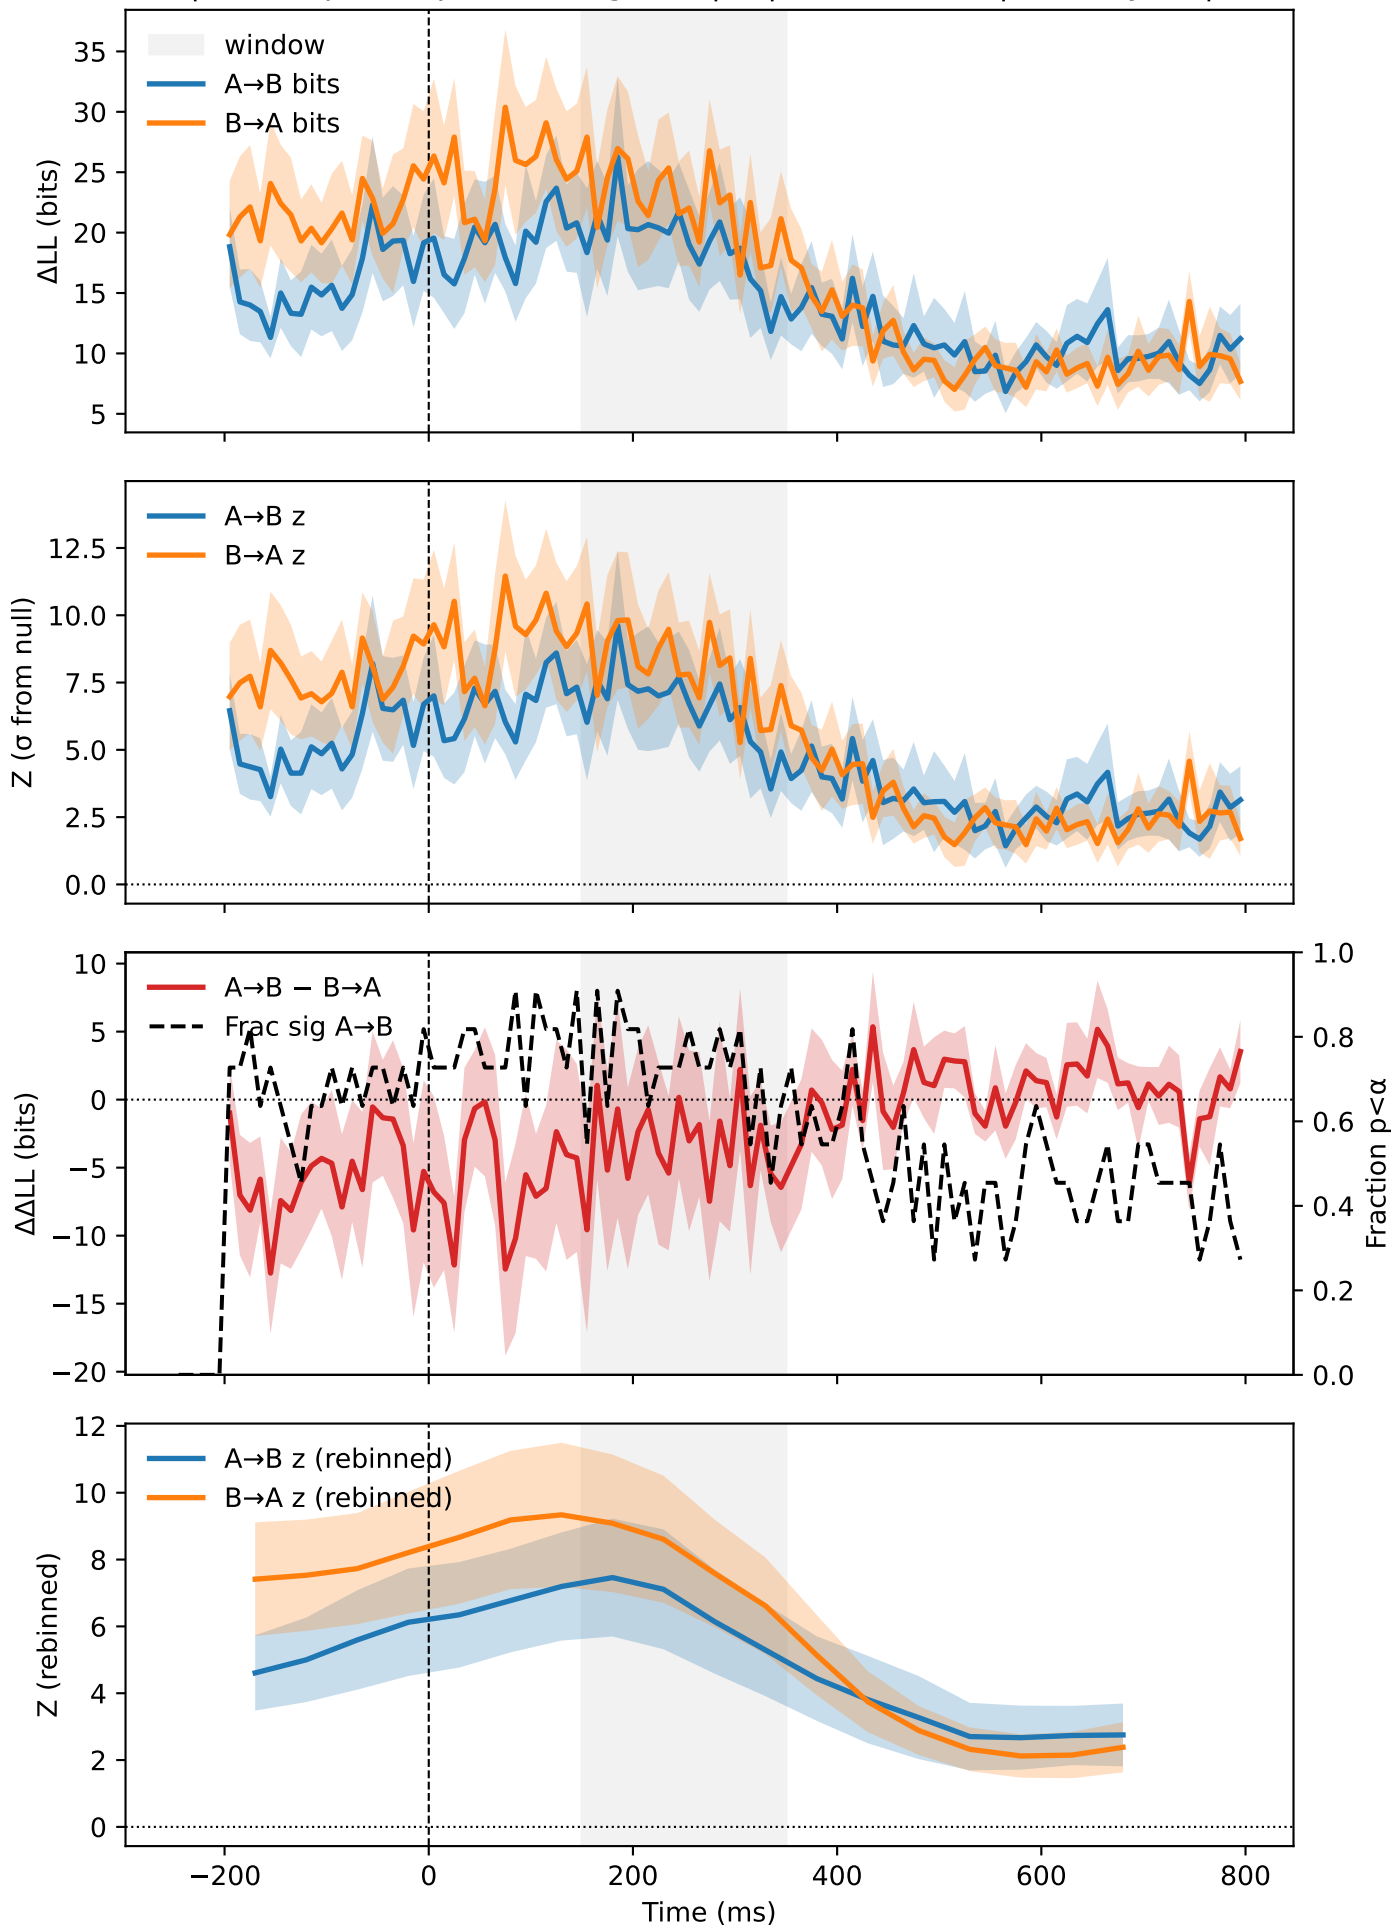 35
30
25
20
15
10
5
ΔLL (bits)
window
A→B bits
B→A bits
12.5
10.0
7.5
5.0
2.5
0.0
Z (σ from null)
A→B z
B→A z
10
5
0
−5
−10
−15
−20
ΔΔLL (bits)
A→B − B→A
Frac sig A→B
1.0
0.8
0.6
0.4
0.2
0.0
Fraction p<α
12
10
8
6
4
2
0
Z (rebinned)
A→B z (rebinned)
B→A z (rebinned)
−200
0
200
400
600
800
Time (ms)